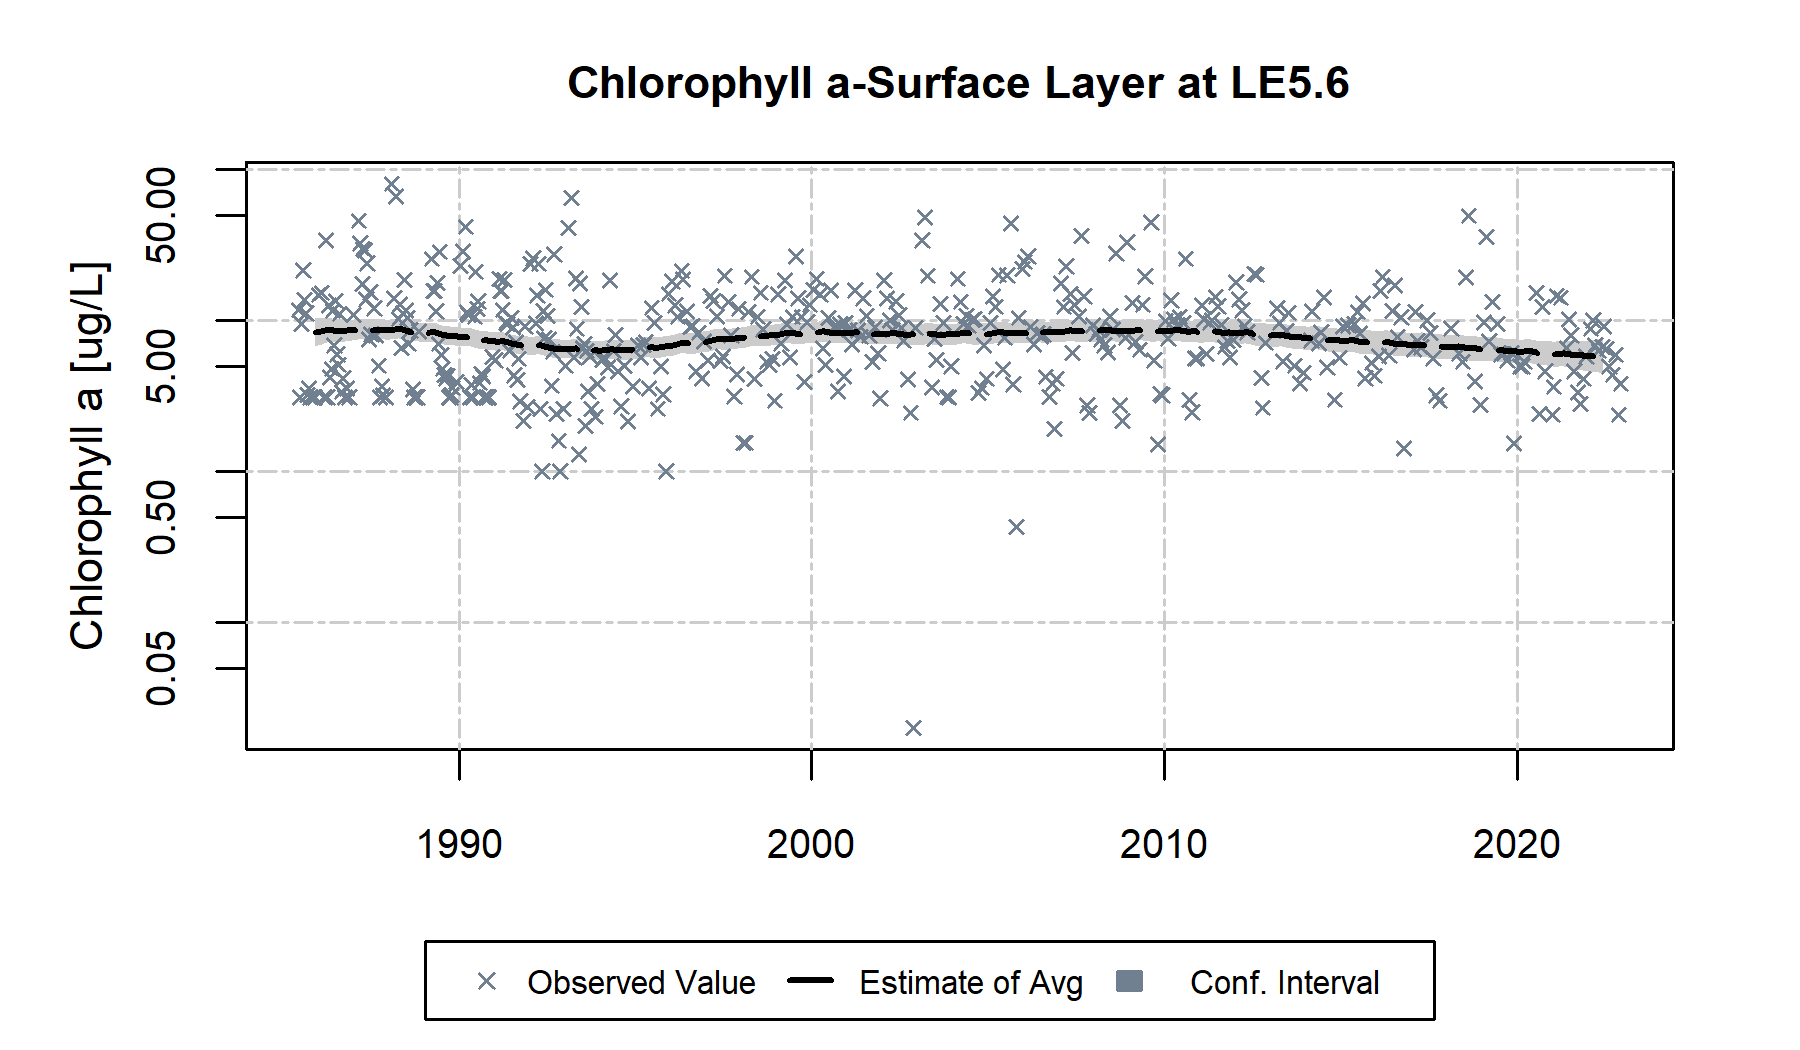 Chlorophyll a-Surface Layer at LE5.6
Chlorophyll a [ug/L]
50.00
5.00
0.50
0.05
1990 2000 2010 2020
Observed Value Estimate of Avg Conf. Interval